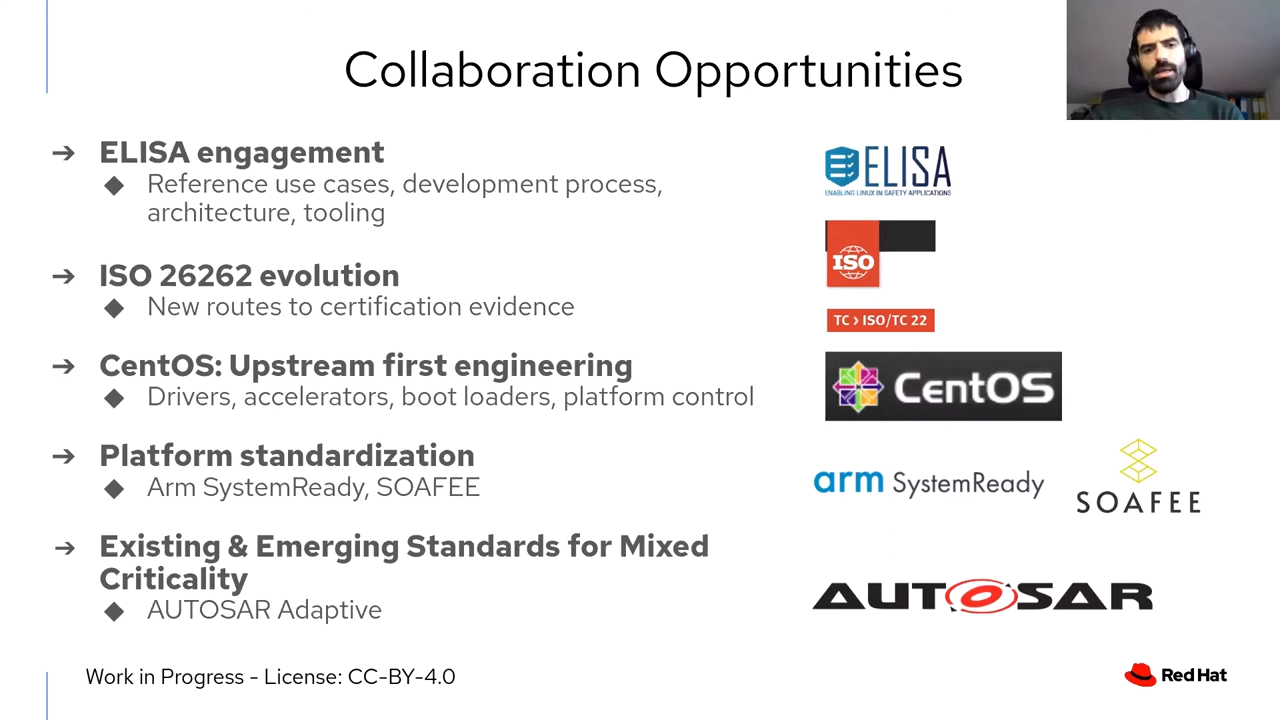 Collaboration Opportunities
➔ ELISA engagement
◆ Reference use cases, development process,
architecture, tooling
➔ ISO 26262 evolution
◆ New routes to certification evidence
➔ CentOS: Upstream first engineering
◆ Drivers, accelerators, boot loaders, platform control
➔ Platform standardization
◆ Arm SystemReady, SOAFEE
➔ Existing & Emerging Standards for Mixed
Criticality
◆ AUTOSAR Adaptive
ELISA
ENABLING LINUX IN SAFETY APPLICATIONS
ISO
TC › ISO/TC 22
CentOS
arm SystemReady
SOAFEE
AUTOSAR
Work in Progress - License: CC-BY-4.0
Red Hat